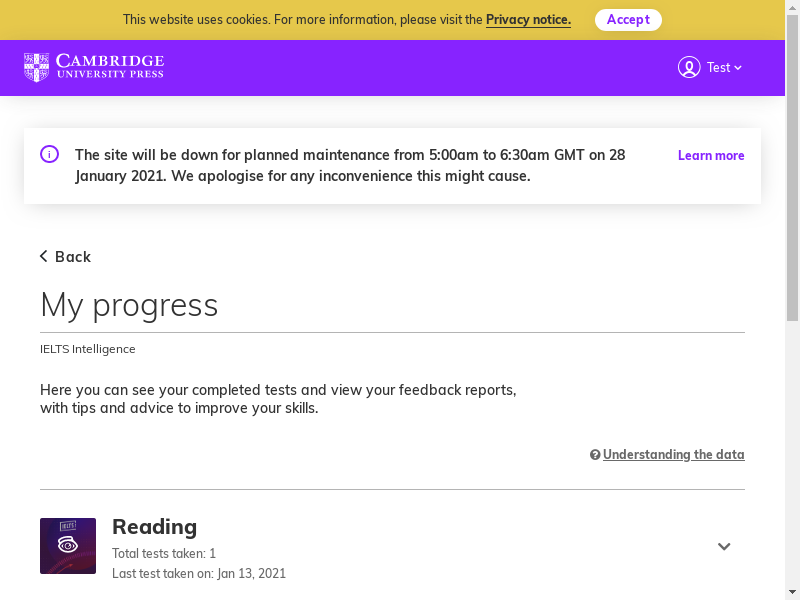 This website uses cookies. For more information, please visit the Privacy notice. Accept
CAMBRIDGE
UNIVERSITY PRESS
Test
The site will be down for planned maintenance from 5:00am to 6:30am GMT on 28
January 2021. We apologise for any inconvenience this might cause.
Learn more
Back
My progress
IELTS Intelligence
Here you can see your completed tests and view your feedback reports,
with tips and advice to improve your skills.
Understanding the data
IELTS
Reading
Total tests taken: 1
Last test taken on: Jan 13, 2021